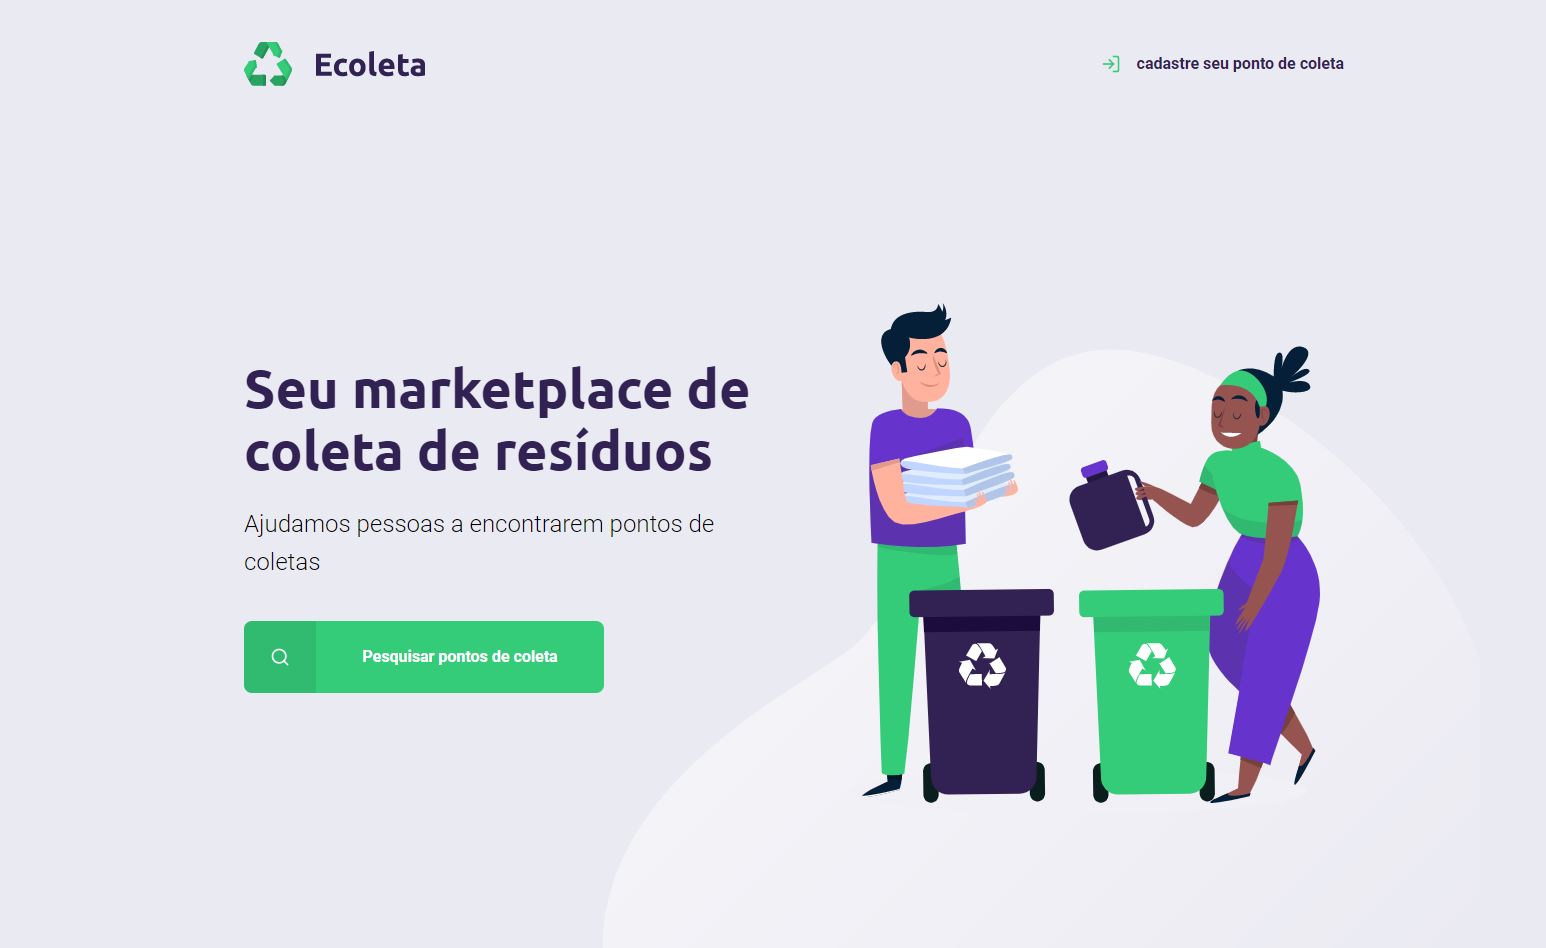 Ecoleta
cadastre seu ponto de coleta
Seu marketplace de
coleta de resíduos
Ajudamos pessoas a encontrarem pontos de
coletas
Pesquisar pontos de coleta